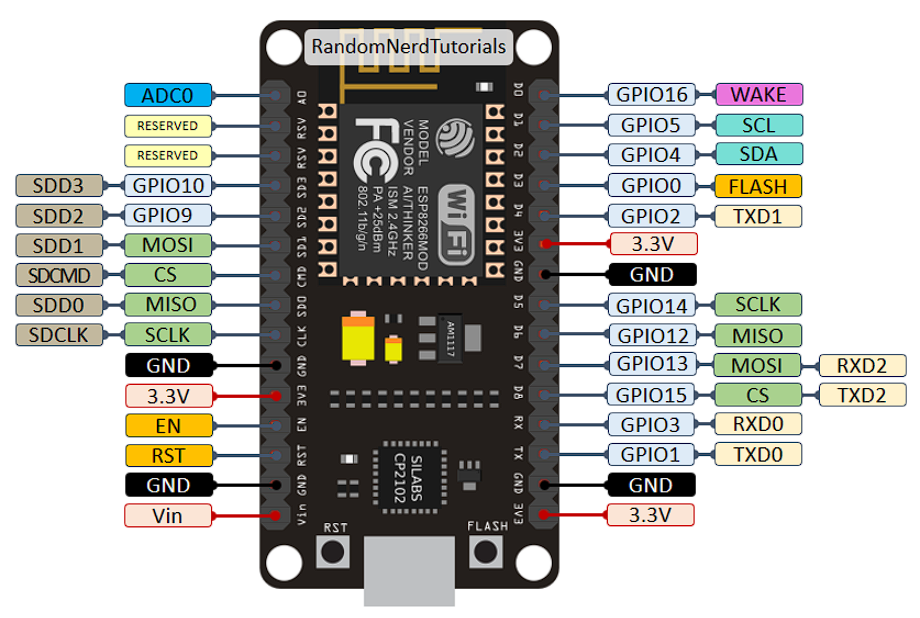 RandomNerdTutorials
ADC0 A0
RESERVED RSV
RESERVED RSV
SDD3 GPIO10 SD3
SDD2 GPIO9 SD2
SDD1 MOSI SD1
SDCMD CS CMD
SDD0 MISO SDO
SDCLK SCLK CLK
GND GND
3.3V 3V3
EN EN
RST RST
GND GND
Vin Vin
D0 GPIO16 WAKE
D1 GPIO5 SCL
D2 GPIO4 SDA
D3 GPIO0 FLASH
D4 GPIO2 TXD1
3V3 3.3V
GND GND
D5 GPIO14 SCLK
D6 GPIO12 MISO
D7 GPIO13 MOSI RXD2
D8 GPIO15 CS TXD2
RX GPIO3 RXD0
TX GPIO1 TXD0
GND GND
3V3 3.3V
MODEL ESP8266MOD
VENDOR AI/THINKER
ISM 2.4GHz
PA +25dBm
802.11b/g/n
FC
Wi Fi
AM1117
SILABS
CP2102
RST
FLASH